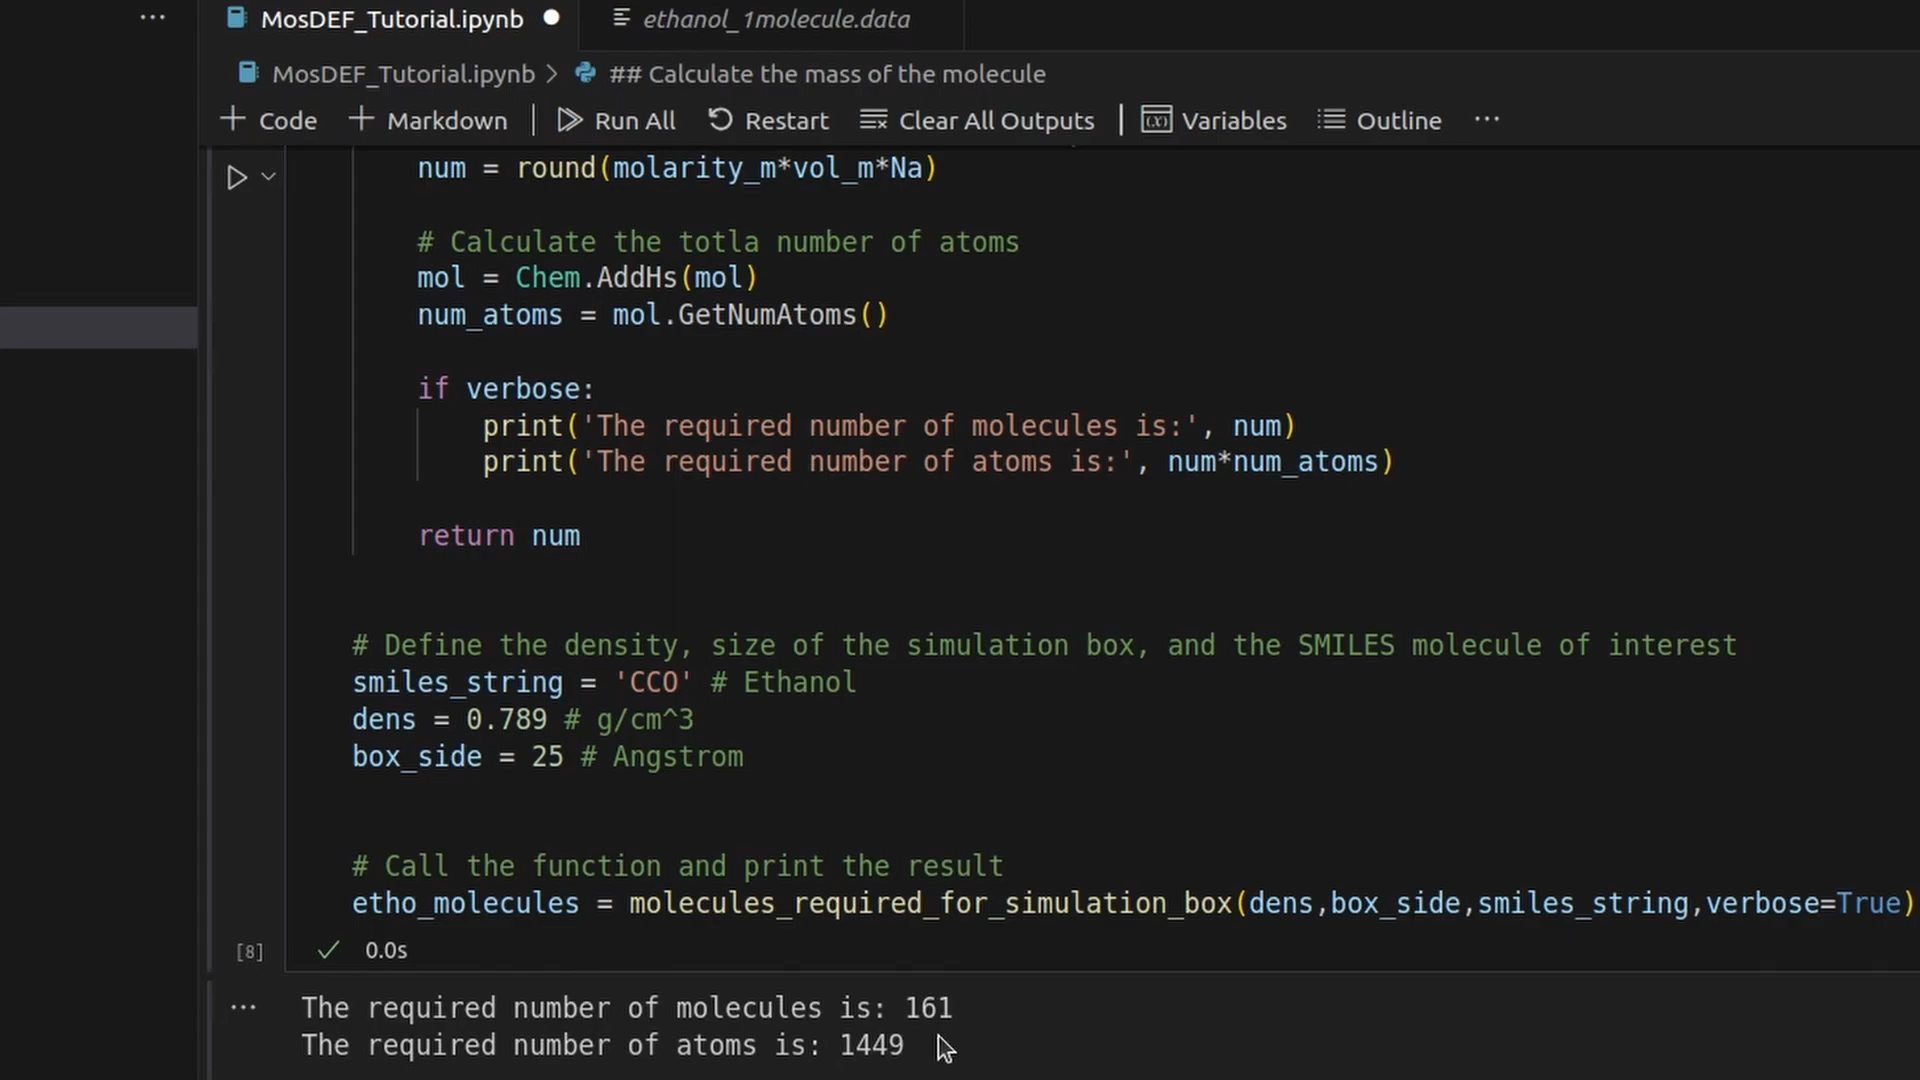 MosDEF_Tutorial.ipynb
ethanol_1molecule.data
MosDEF_Tutorial.ipynb > ## Calculate the mass of the molecule
+ Code + Markdown | Run All Restart Clear All Outputs | Variables Outline ...
num = round(molarity_m*vol_m*Na)
# Calculate the totla number of atoms
mol = Chem.AddHs(mol)
num_atoms = mol.GetNumAtoms()
if verbose:
print('The required number of molecules is:', num)
print('The required number of atoms is:', num*num_atoms)
return num
# Define the density, size of the simulation box, and the SMILES molecule of interest
smiles_string = 'CCO' # Ethanol
dens = 0.789 # g/cm^3
box_side = 25 # Angstrom
# Call the function and print the result
etho_molecules = molecules_required_for_simulation_box(dens,box_side,smiles_string,verbose=True)
[8] ✓ 0.0s
... The required number of molecules is: 161
The required number of atoms is: 1449